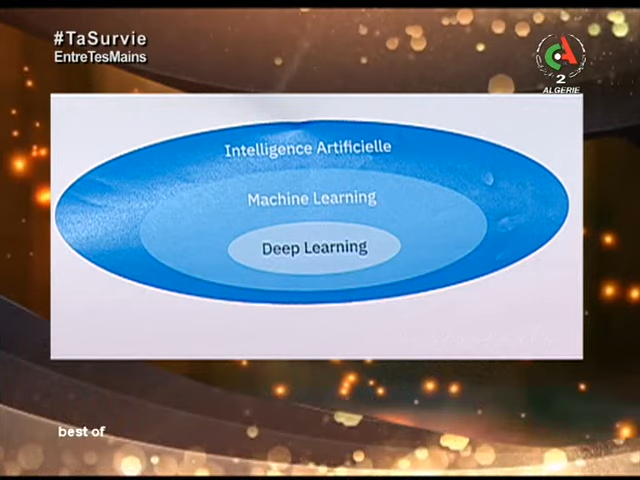 #TaSurvie
EntreTesMains
2
ALGERIE
Intelligence Artificielle
Machine Learning
Deep Learning
best of